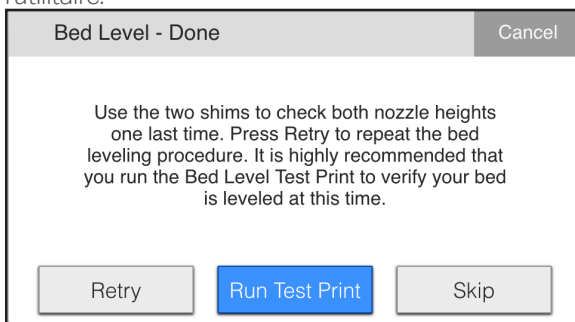 l'utilitaire.
Bed Level - Done
Cancel
Use the two shims to check both nozzle heights
one last time. Press Retry to repeat the bed
leveling procedure. It is highly recommended that
you run the Bed Level Test Print to verify your bed
is leveled at this time.
Retry
Run Test Print
Skip